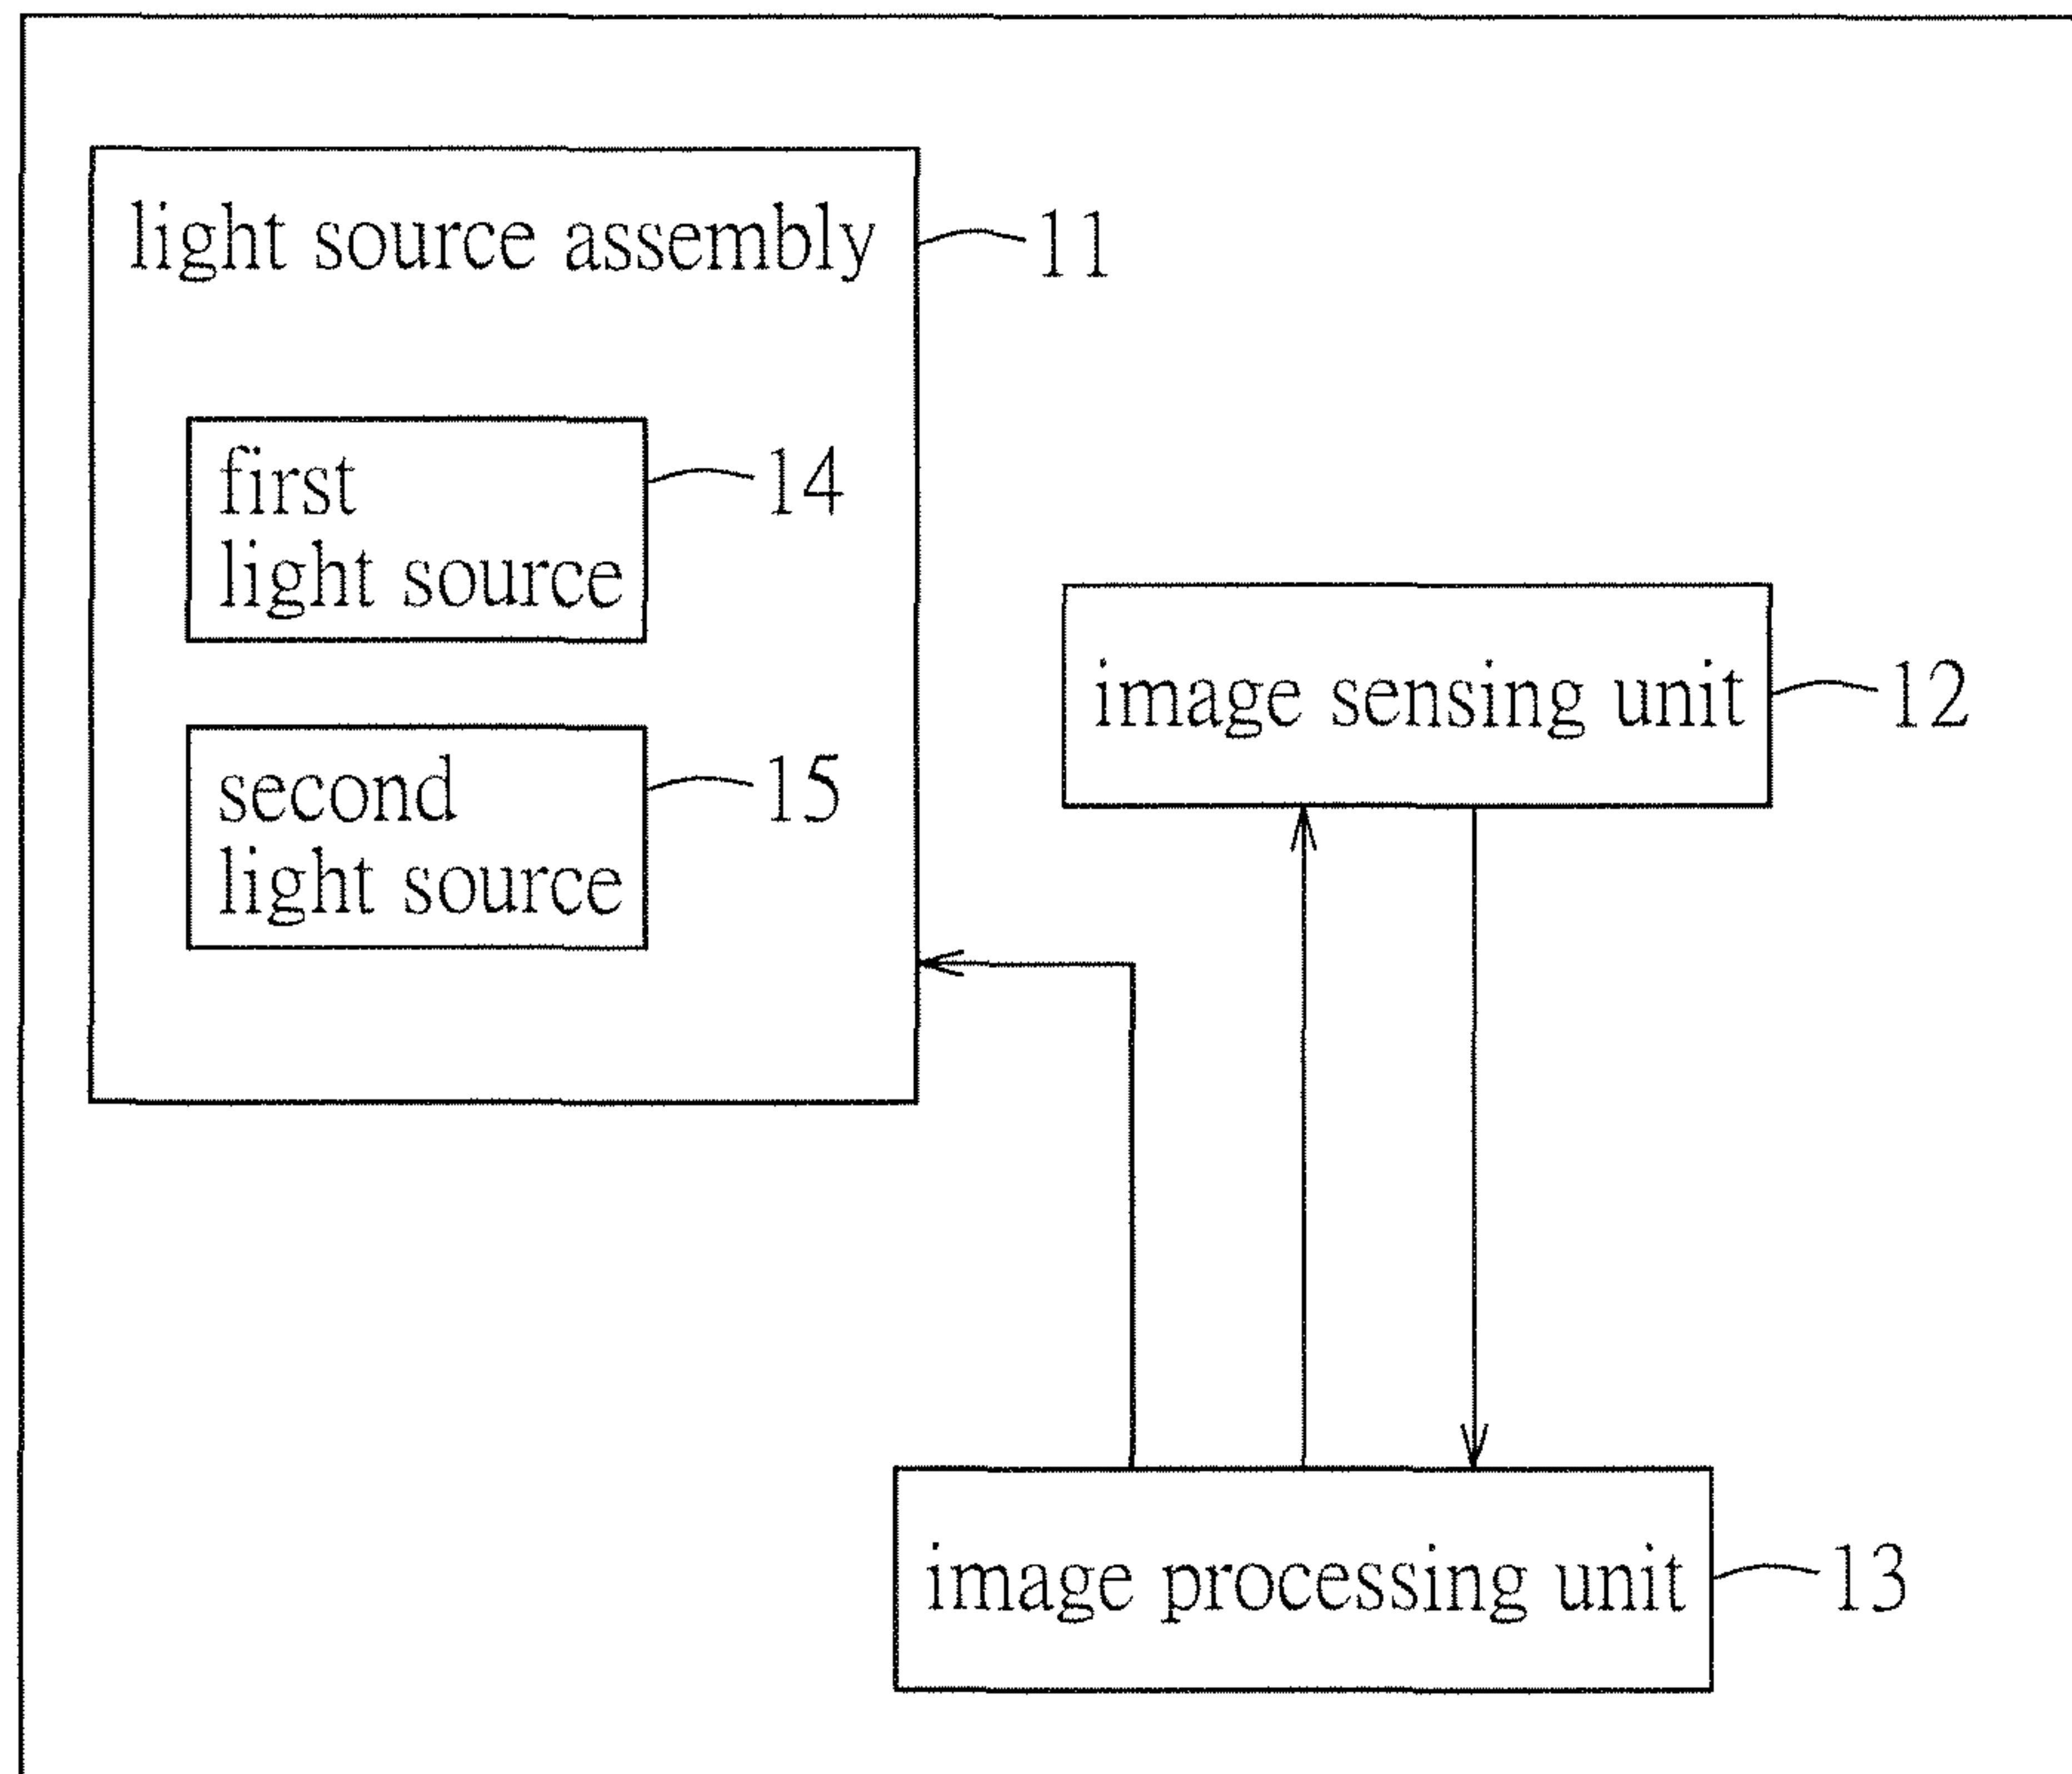 light source assembly
11
first
light source
14
second
light source
15
image sensing unit
12
image processing unit
13